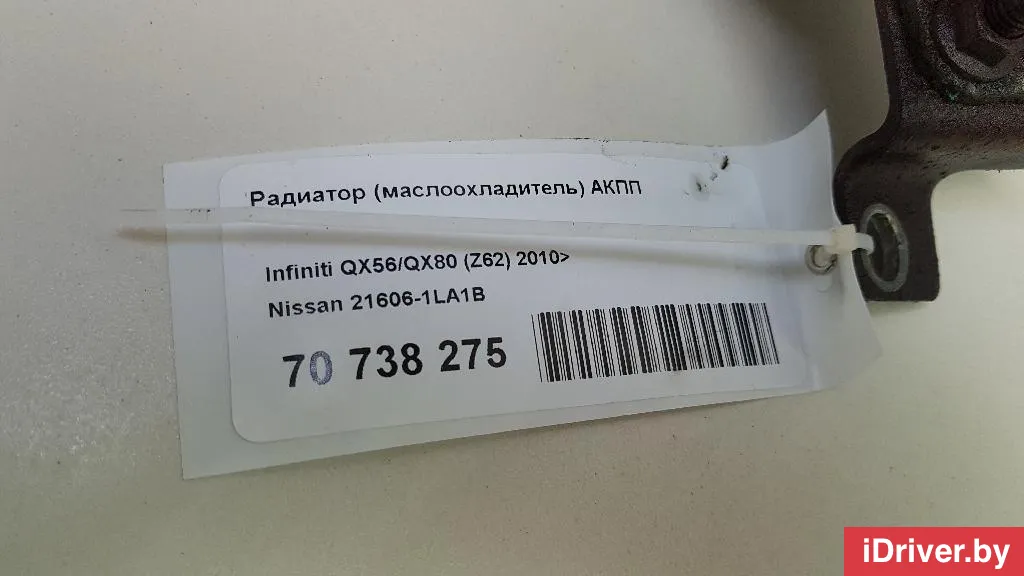 Радиатор (маслоохладитель) АКПП
Infiniti QX56/QX80 (Z62) 2010>
Nissan 21606-1LA1B
70 738 275
iDriver.by